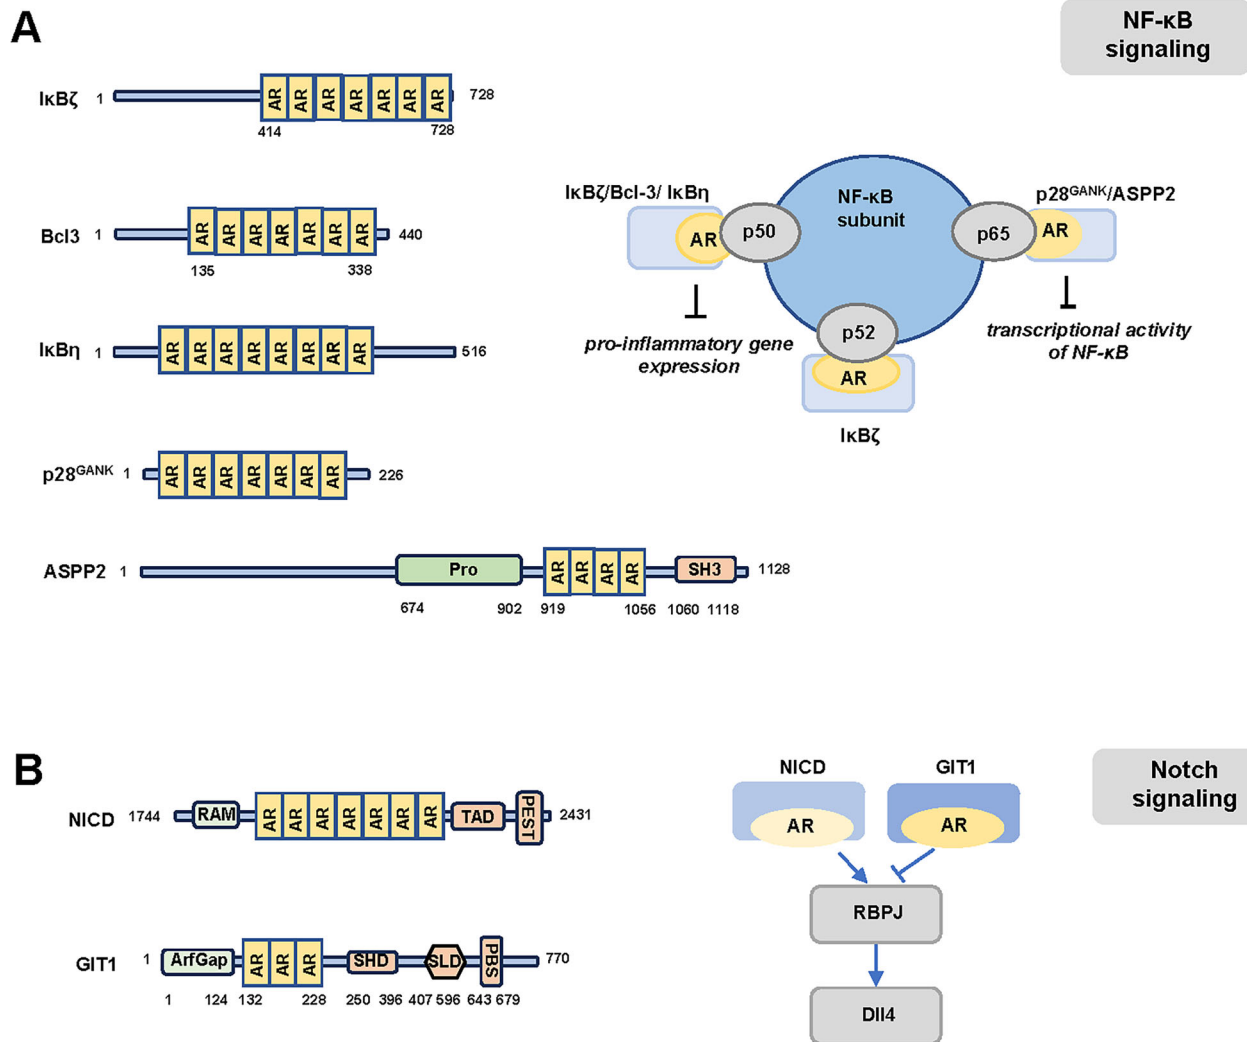 A
NF-κB
signaling
IκBζ 1 AR AR AR AR AR AR AR 728
414 728
Bcl3 1 AR AR AR AR AR AR AR 440
135 338
IκBη 1 AR AR AR AR AR AR AR AR 516
p28GANK 1 AR AR AR AR AR AR AR 226
ASPP2 1 Pro AR AR AR AR SH3 1128
674 902 919 1056 1060 1118
IκBζ/Bcl-3/ IκBη
NF-κB
subunit
p28GANK/ASPP2
AR p50
p65 AR
pro-inflammatory gene
expression
p52
AR
IκBζ
transcriptional activity
of NF-κB
B
Notch
signaling
NICD 1744 RAM AR AR AR AR AR AR AR TAD PEST 2431
GIT1 1 ArfGap AR AR AR SHD SLD PBS 770
1 124 132 228 250 396 407 596 643 679
NICD GIT1
AR AR
RBPJ
Dll4